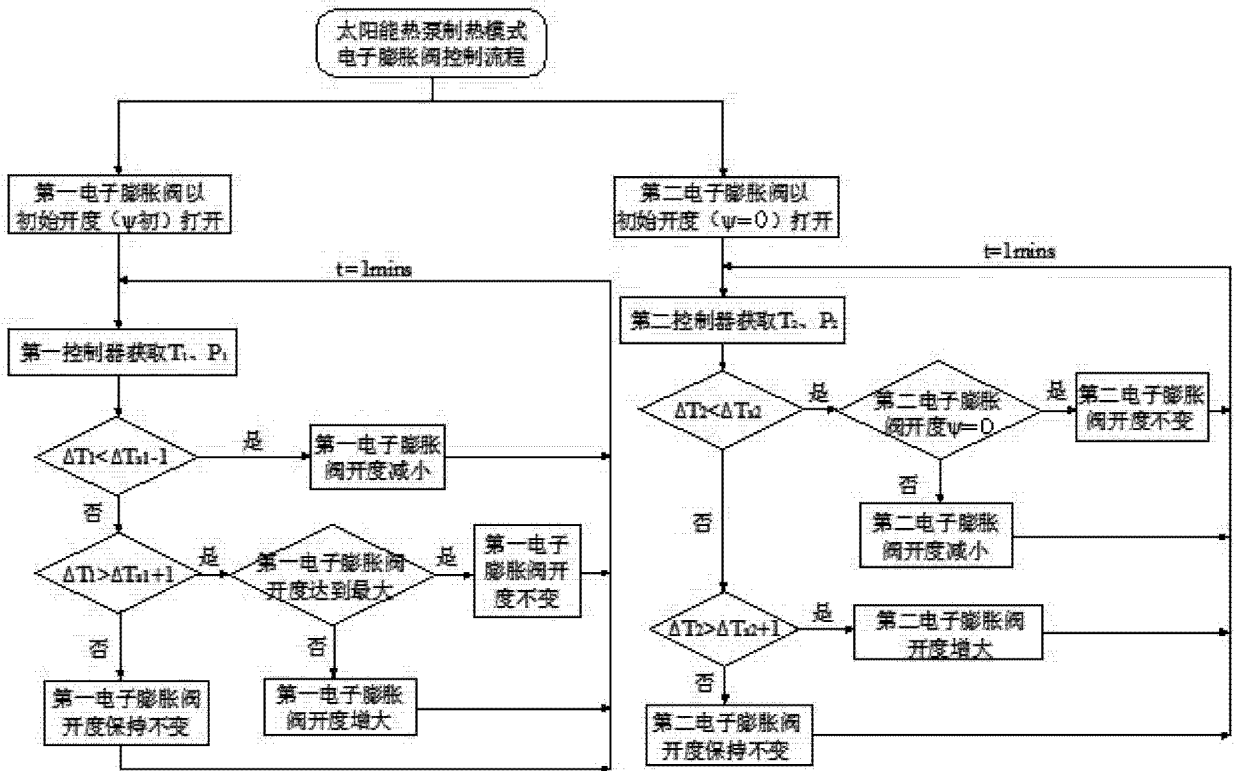 太阳能热泵制热模式
电子膨胀阀控制流程
第一电子膨胀阀以
初始开度（ψ初）打开
t=1mins
第一控制器获取T₁、P₁
ΔT1<ΔTs1-1
是
第一电子膨胀
阀开度减小
否
ΔT1>ΔTs1+1
是
第一电子膨胀阀
开度达到最大
是
第一电子
膨胀阀开
度不变
否
第一电子膨胀阀
开度保持不变
否
第一电子膨胀
阀开度增大
第二电子膨胀阀以
初始开度（ψ=0）打开
t=1mins
第二控制器获取T₂、P₂
ΔT2<ΔTs2
是
第二电子膨胀
阀开度ψ=0
是
第二电子膨胀
阀开度不变
否
第二电子膨胀
阀开度减小
否
ΔT2>ΔTs2+1
是
第二电子膨胀阀
开度增大
否
第二电子膨胀阀
开度保持不变